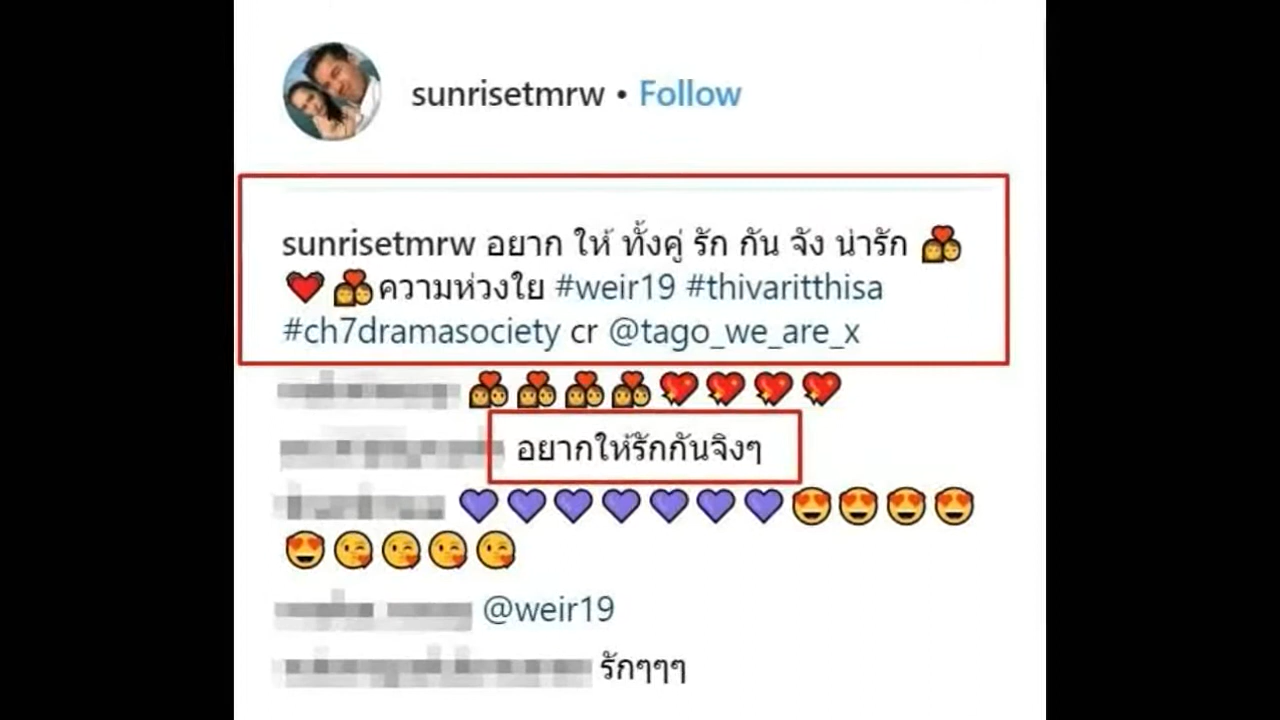 sunrisetmrw • Follow
sunrisetmrw อยาก ให้ ทั้งคู่ รัก กัน จัง น่ารัก 💑
💓 💑ความห่วงใย #weir19 #thivaritthisa
#ch7dramasociety cr @tago_we_are_x
💑💑💑💑💖💖💖💖
อยากให้รักกันจิงๆ
💜💜💜💜💜💜💜😍😍😍😍
😍😘😘😘😘
@weir19
รักๆๆๆ